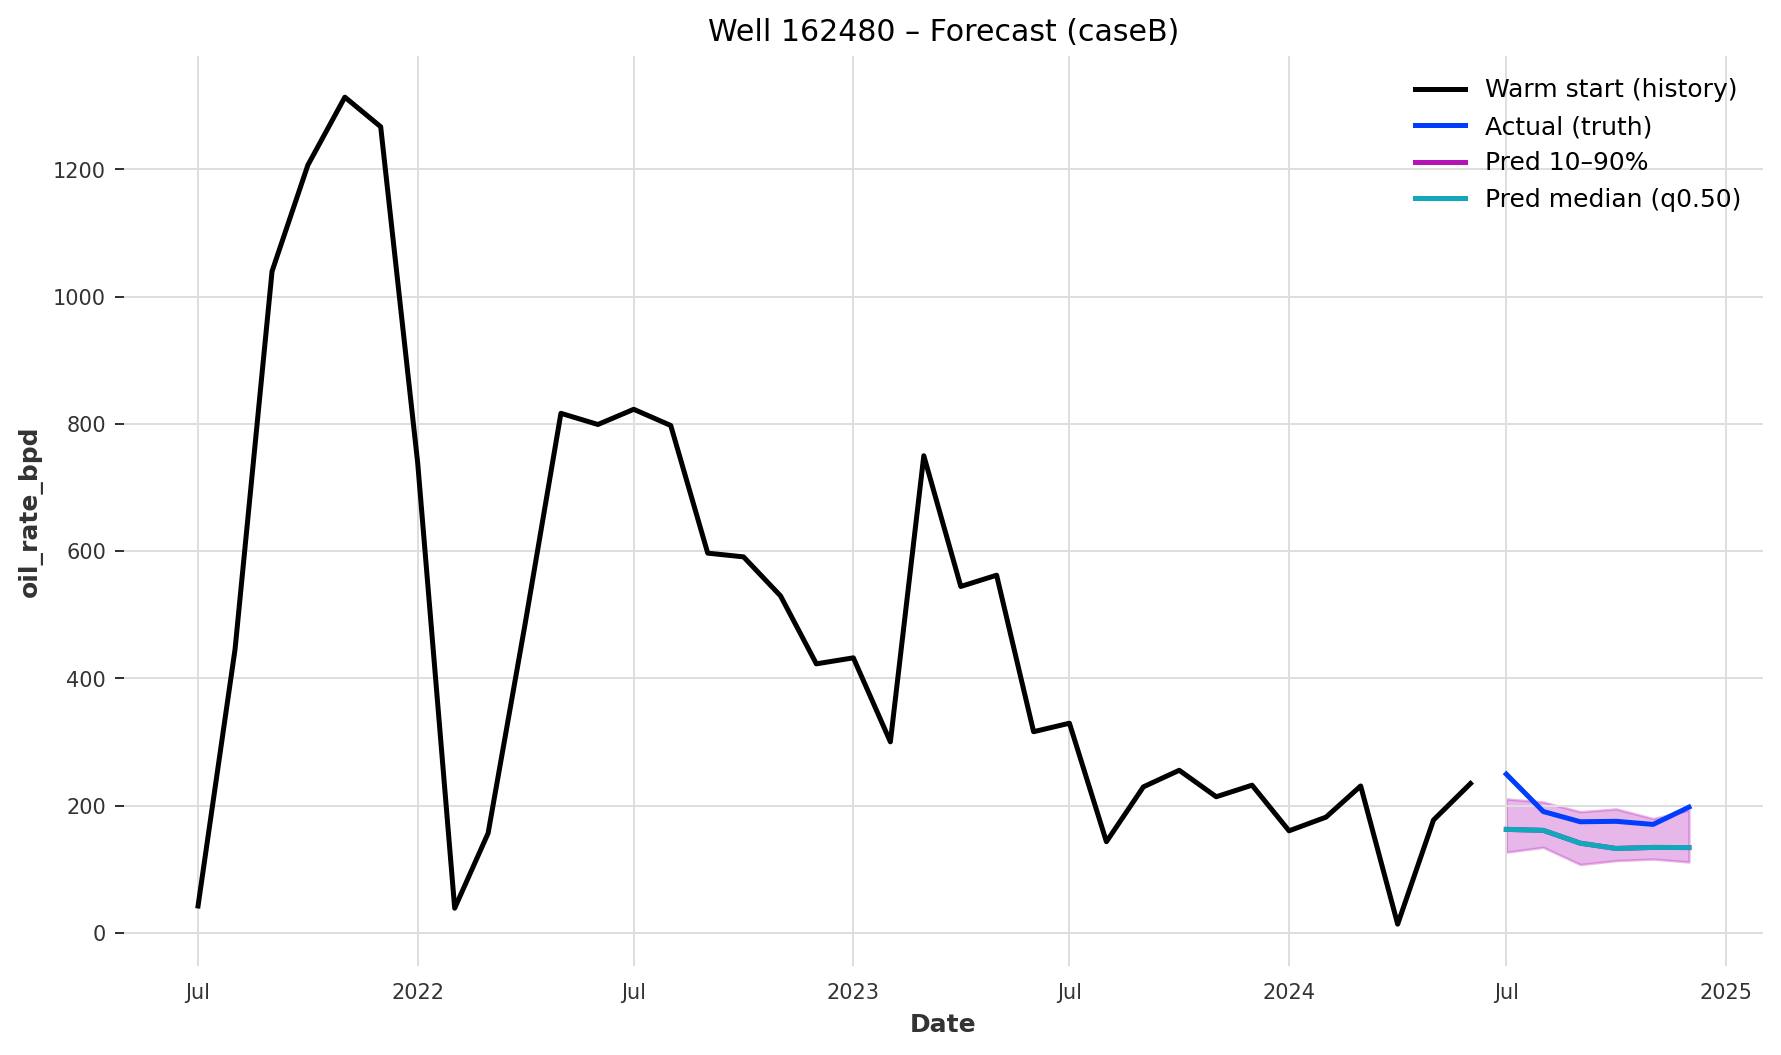 Well 162480 – Forecast (caseB)
Warm start (history)
Actual (truth)
Pred 10–90%
Pred median (q0.50)
oil_rate_bpd
1200
1000
800
600
400
200
0
Jul 2022 Jul 2023 Jul 2024 Jul 2025
Date